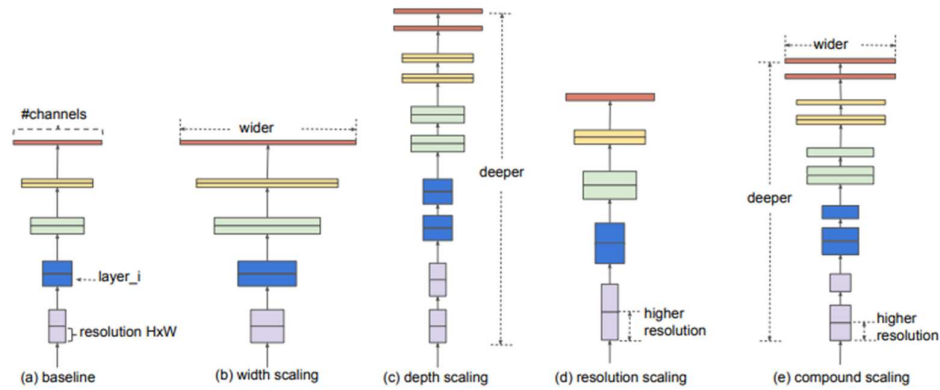 #channels
layer_i
resolution HxW
(a) baseline
wider
(b) width scaling
deeper
(c) depth scaling
higher
resolution
(d) resolution scaling
wider
deeper
higher
resolution
(e) compound scaling